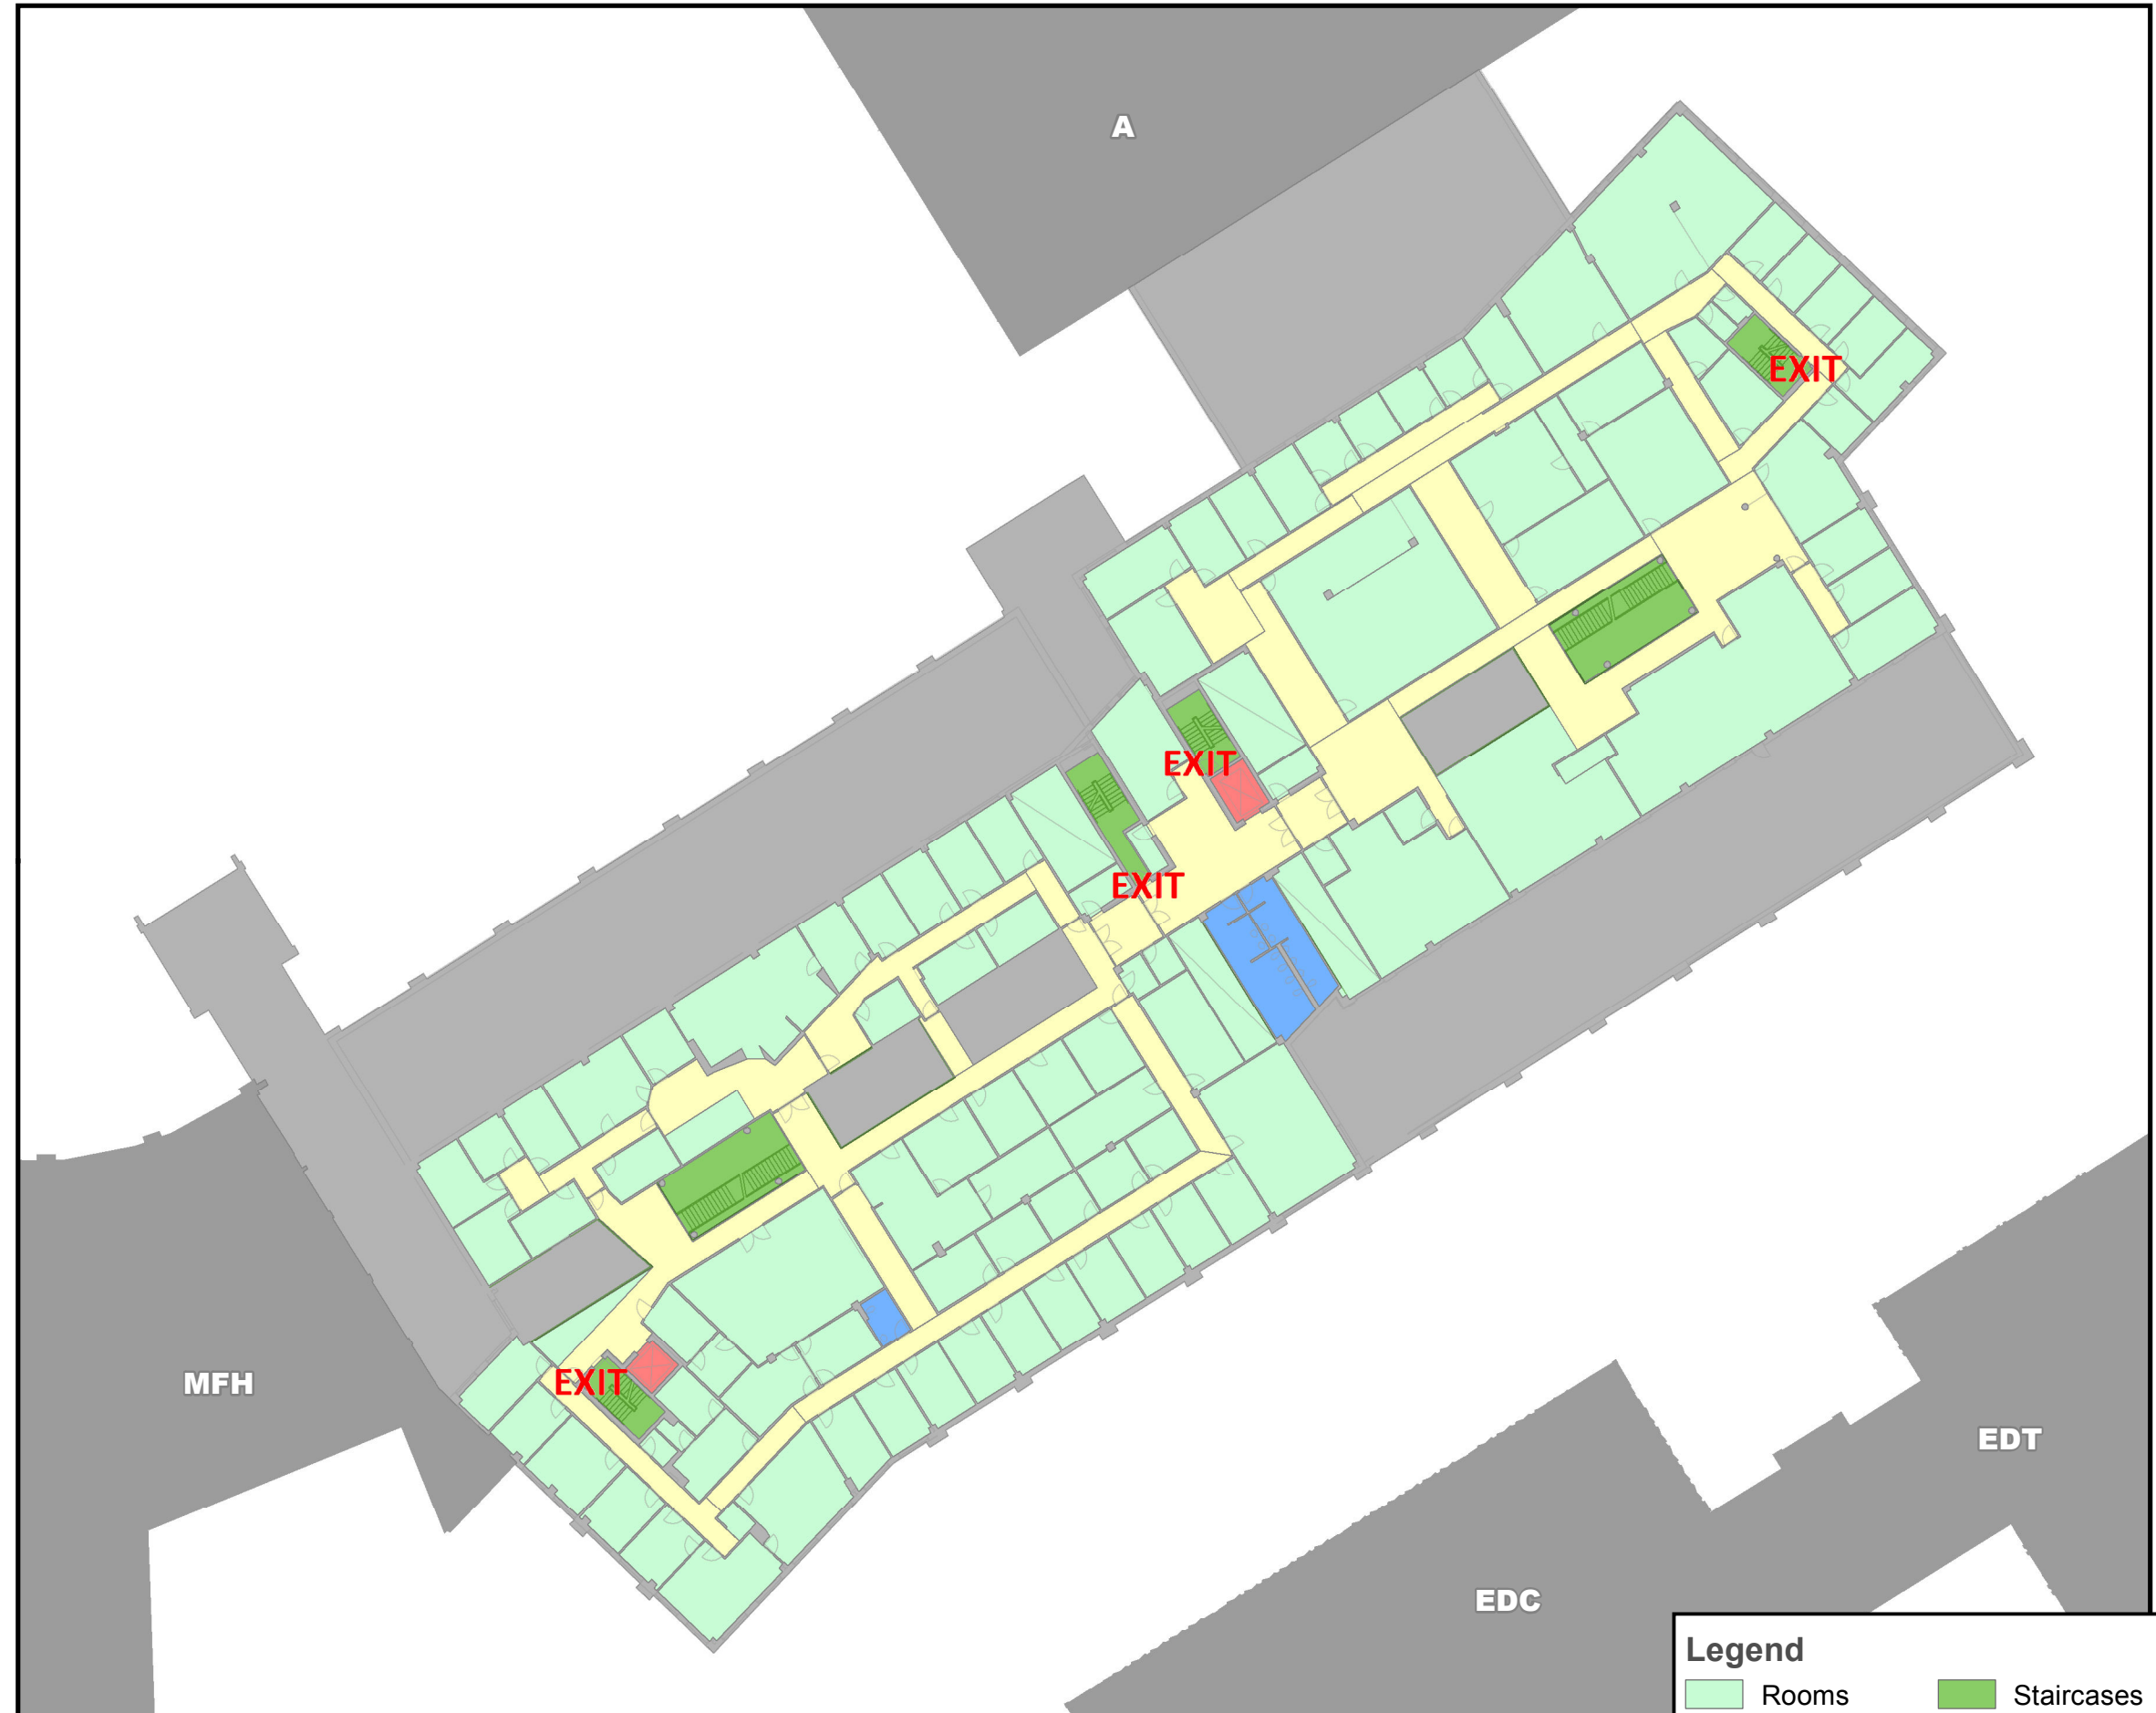 A
EXIT
EXIT
EXIT
EXIT
MFH
EDT
EDC
Legend
Rooms
Staircases